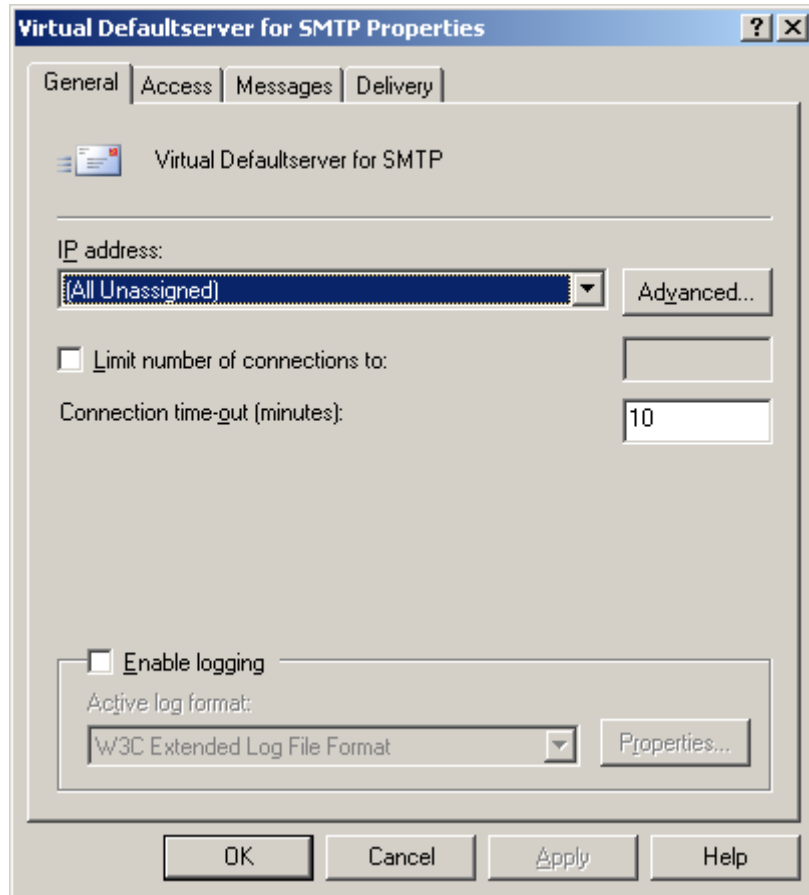 Virtual Defaultserver for SMTP Properties
General Access Messages Delivery
Virtual Defaultserver for SMTP
IP address:
(All Unassigned) Advanced...
Limit number of connections to:
Connection time-out (minutes): 10
Enable logging
Active log format:
W3C Extended Log File Format Properties...
OK Cancel Apply Help